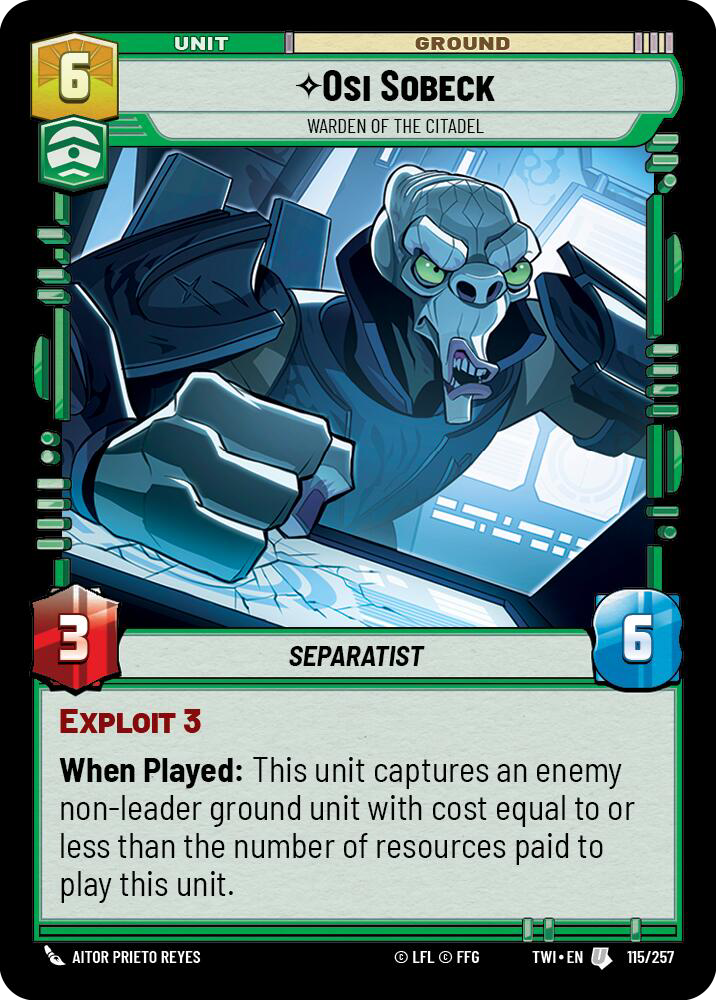 UNIT
GROUND
6
✧OSI SOBECK
WARDEN OF THE CITADEL
3
SEPARATIST
6
EXPLOIT 3
When Played: This unit captures an enemy
non-leader ground unit with cost equal to or
less than the number of resources paid to
play this unit.
AITOR PRIETO REYES
© LFL © FFG
TWI • EN
U
115/257